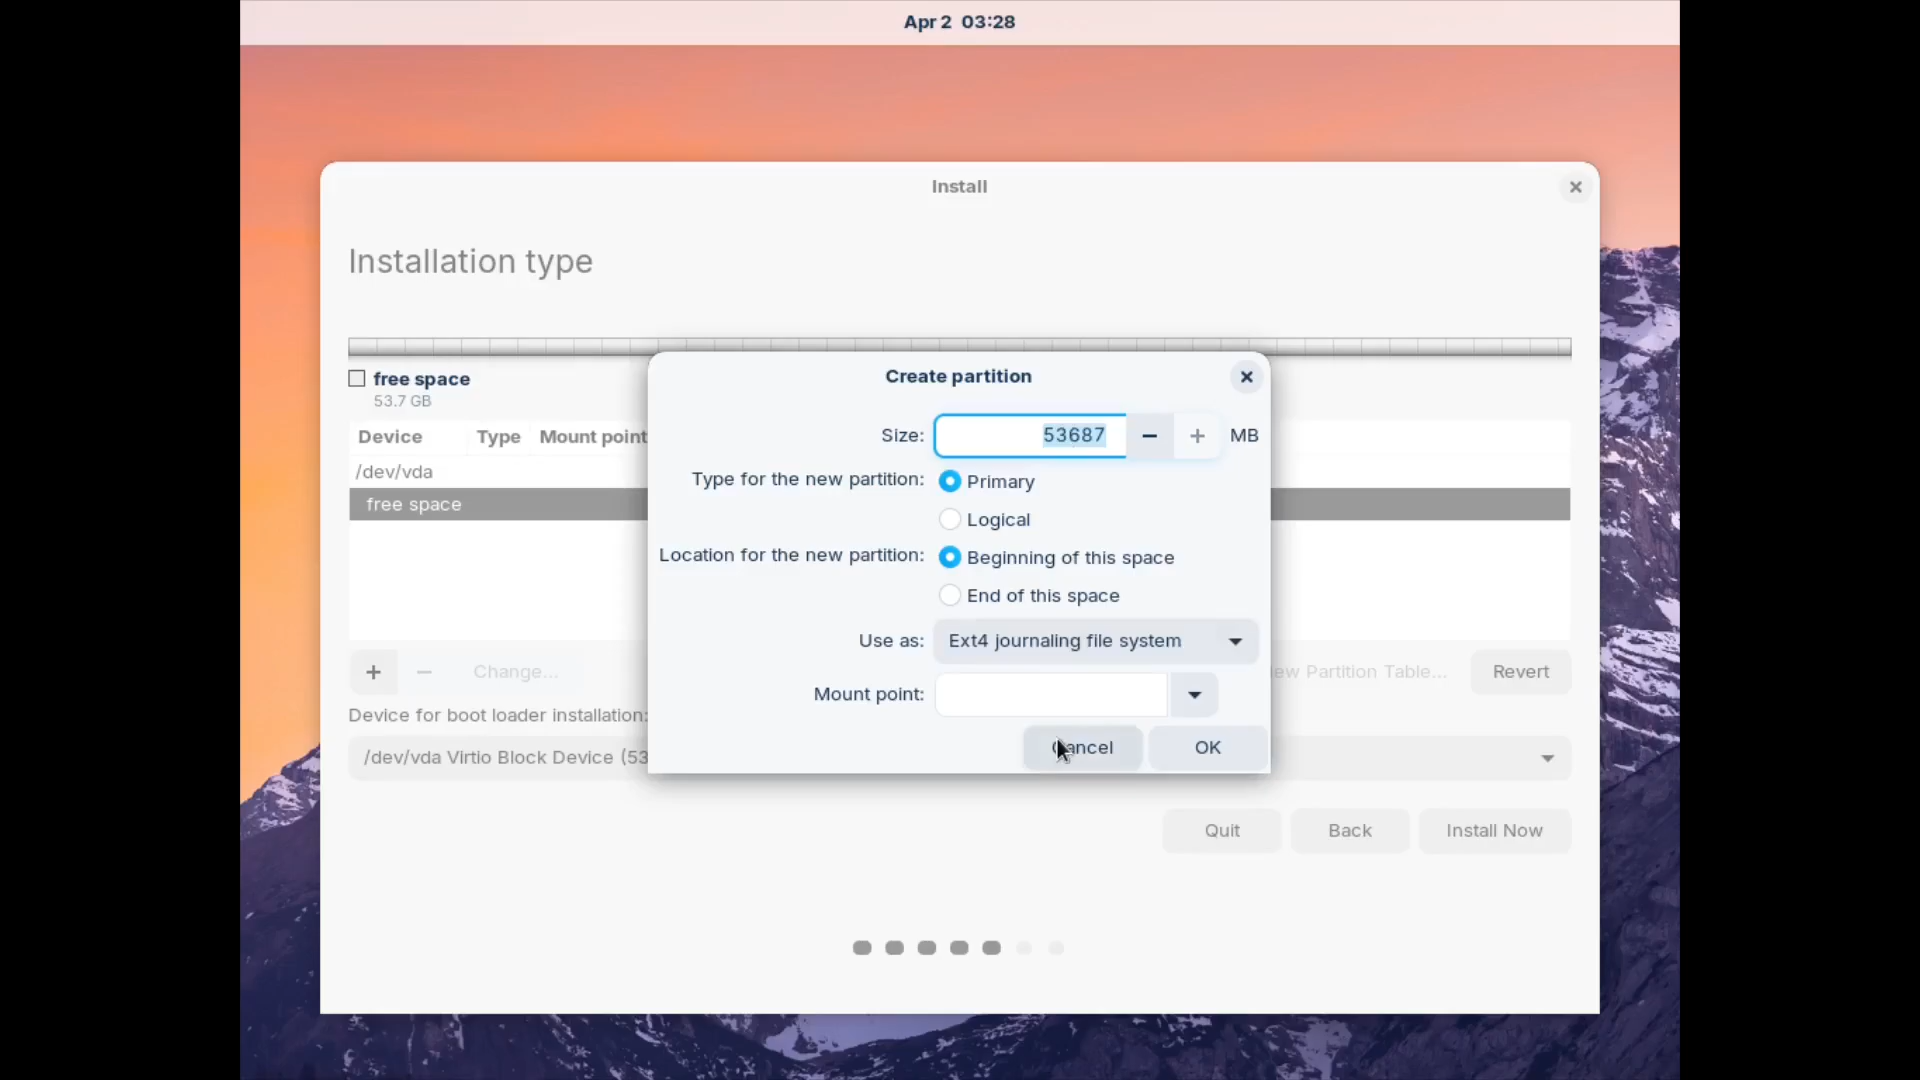 Apr 2 03:28
Install
Installation type
free space
53.7 GB
Device Type Mount point
/dev/vda
free space
Change...
Partition Table...
Revert
Device for boot loader installation:
/dev/vda Virtio Block Device (53
Quit
Back
Install Now
Create partition
Size: 53687 MB
Type for the new partition: Primary
Logical
Location for the new partition: Beginning of this space
End of this space
Use as: Ext4 journaling file system
Mount point:
Cancel
OK